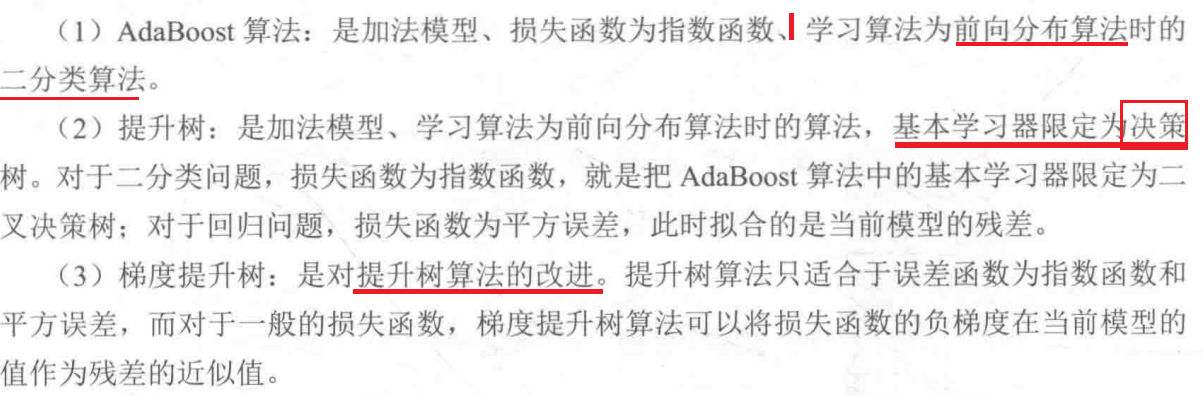 （1）AdaBoost 算法：是加法模型、损失函数为指数函数、学习算法为前向分布算法时的
二分类算法。
（2）提升树：是加法模型、学习算法为前向分布算法时的算法，基本学习器限定为决策
树。对于二分类问题，损失函数为指数函数，就是把 AdaBoost 算法中的基本学习器限定为二
叉决策树；对于回归问题，损失函数为平方误差，此时拟合的是当前模型的残差。
（3）梯度提升树：是对提升树算法的改进。提升树算法只适合于误差函数为指数函数和
平方误差，而对于一般的损失函数，梯度提升树算法可以将损失函数的负梯度在当前模型的
值作为残差的近似值。